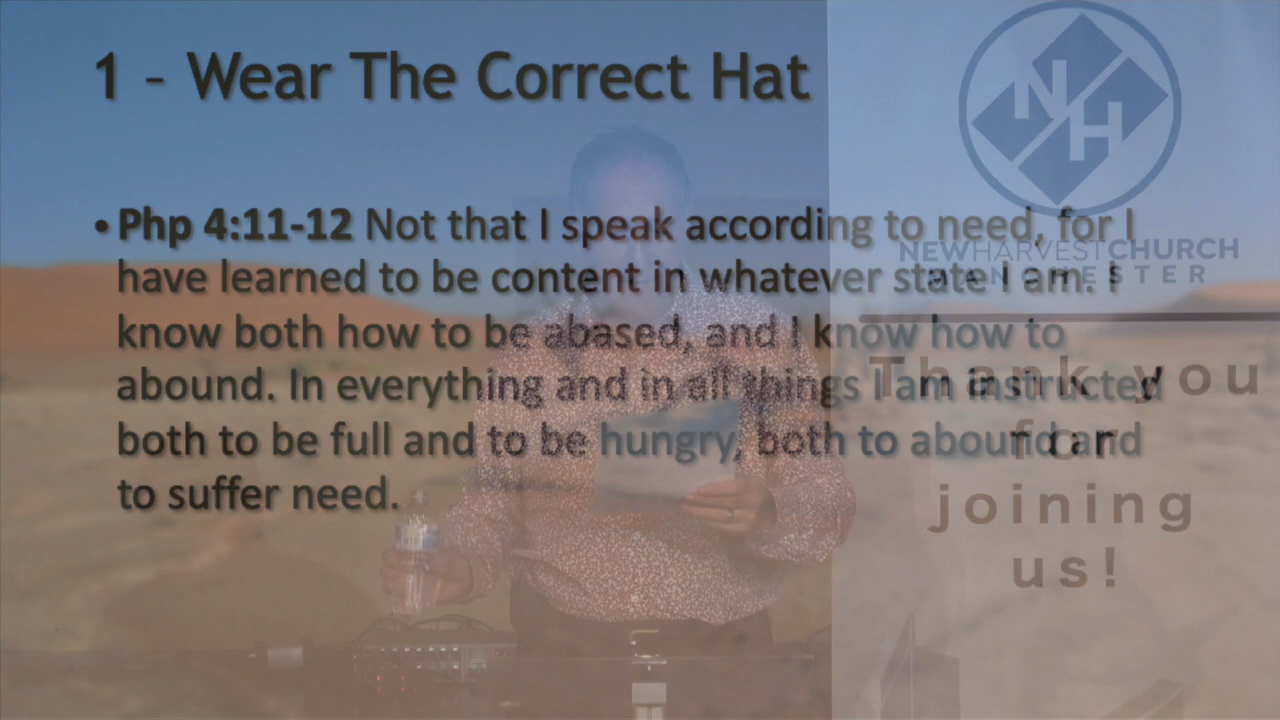 1 – Wear The Correct Hat
• Php 4:11-12 Not that I speak according to need, for I
have learned to be content in whatever state I am. I
know both how to be abased, and I know how to
abound. In everything and in all things I am instructed
both to be full and to be hungry, both to abound and
to suffer need.
NH
NEWHARVESTCHURCH
Thank you
for
joining
us!